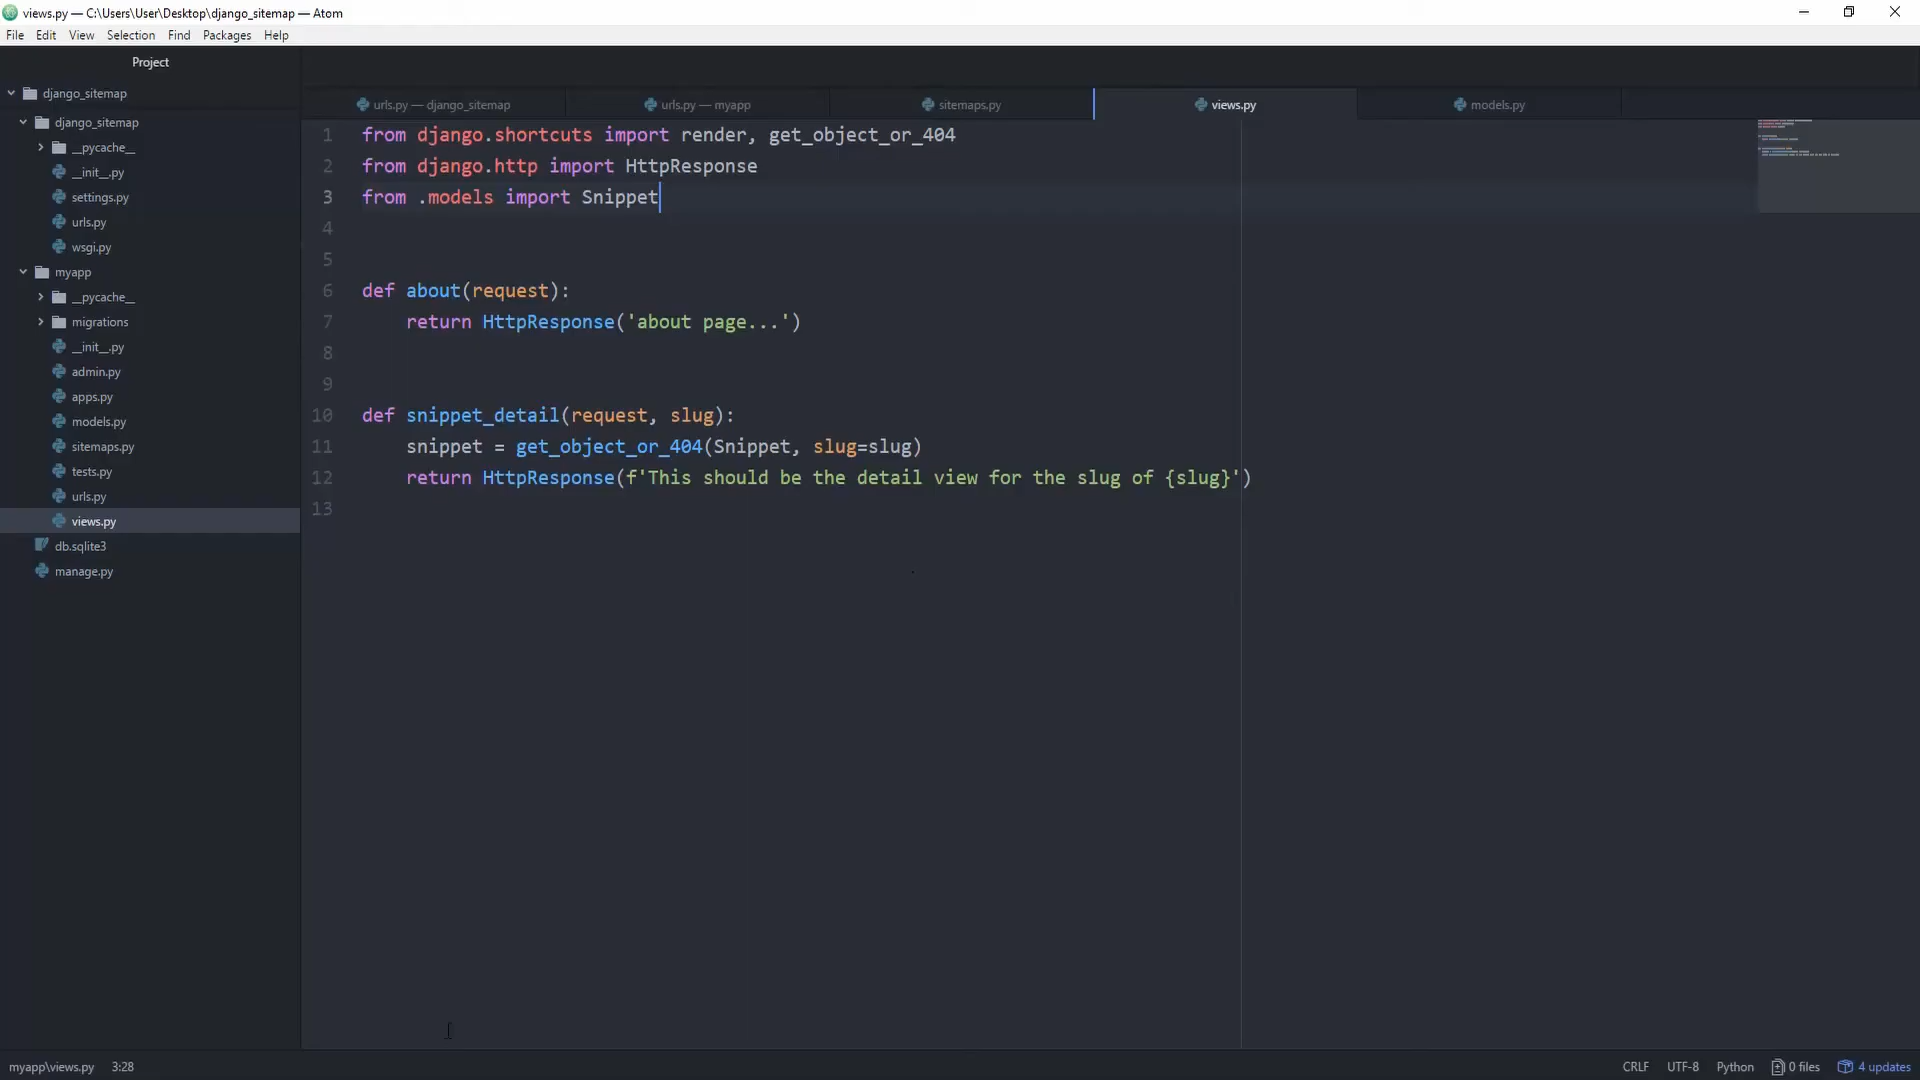 views.py — C:\Users\User\Desktop\django_sitemap — Atom
File Edit View Selection Find Packages Help
Project
django_sitemap
django_sitemap
__pycache__
__init__.py
settings.py
urls.py
wsgi.py
myapp
__pycache__
migrations
__init__.py
admin.py
apps.py
models.py
sitemaps.py
tests.py
urls.py
views.py
db.sqlite3
manage.py
urls.py — django_sitemap urls.py — myapp sitemaps.py views.py models.py
1 from django.shortcuts import render, get_object_or_404
2 from django.http import HttpResponse
3 from .models import Snippet
4
5
6 def about(request):
7 return HttpResponse('about page...')
8
9
10 def snippet_detail(request, slug):
11 snippet = get_object_or_404(Snippet, slug=slug)
12 return HttpResponse(f'This should be the detail view for the slug of {slug}')
13
myapp\views.py 3:28 CRLF UTF-8 Python 0 files 4 updates